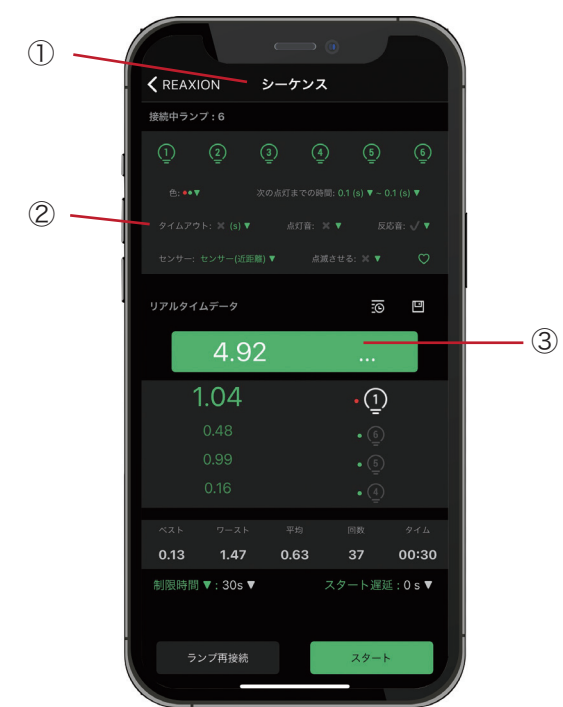 ①
REAXION シーケンス
接続中ランプ : 6
1 2 3 4 5 6
色: ▼ 次の点灯までの時間: 0.1 (s) ▼ ~ 0.1 (s) ▼
②
タイムアウト: × (s) ▼ 点灯音: × ▼ 反応音: ✓ ▼
センサー: センサー(近距離) ▼ 点滅させる: × ▼
リアルタイムデータ
③
4.92 ...
1.04 1
0.48 6
0.99 5
0.16 4
ベスト ワースト 平均 回数 タイム
0.13 1.47 0.63 37 00:30
制限時間 ▼ : 30s ▼ スタート遅延 : 0 s ▼
ランプ再接続 スタート